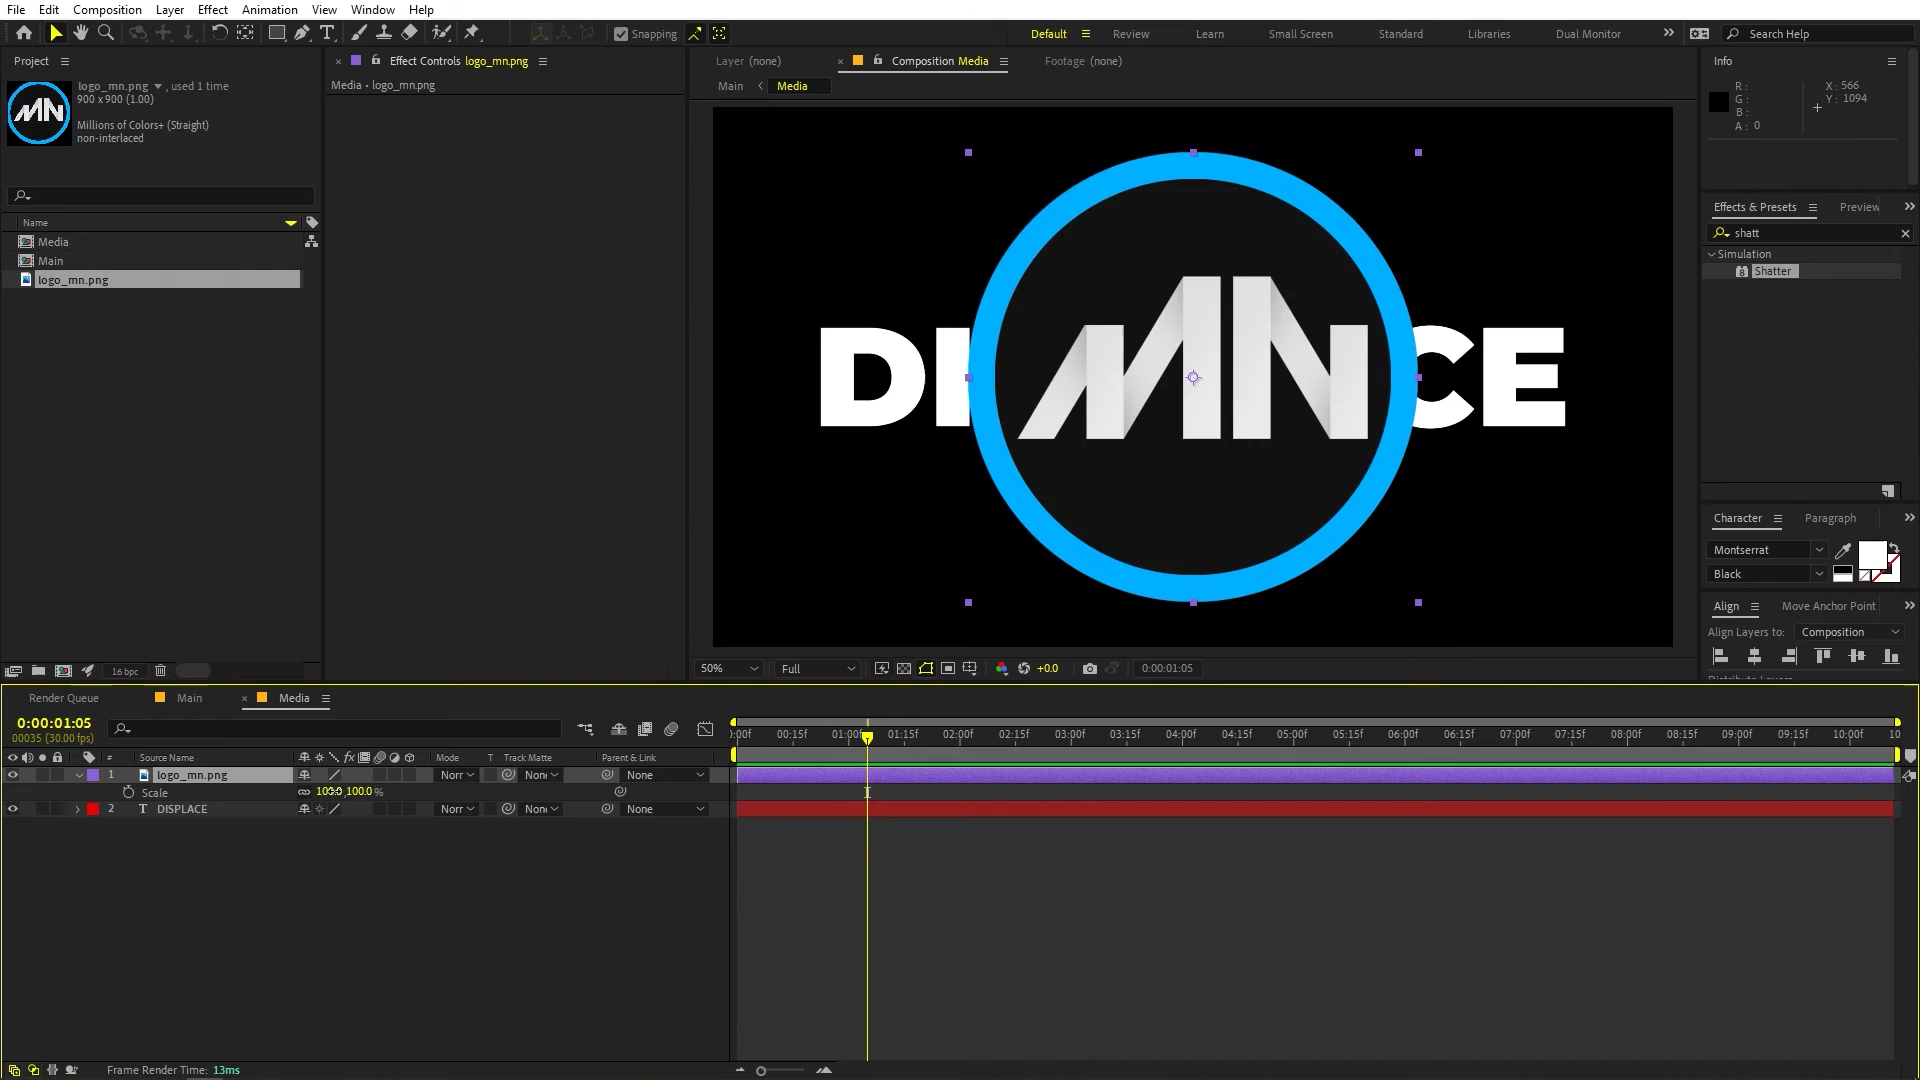 File Edit Composition Layer Effect Animation View Window Help
Snapping
Default Review Learn Small Screen Standard Libraries Dual Monitor Search Help
Project
logo_mn.png , used 1 time
900 x 900 (1.00)
Millions of Colors+ (Straight)
non-interlaced
Name
Media
Main
logo_mn.png
16 bpc
Effect Controls logo_mn.png
Media • logo_mn.png
Layer (none) Composition Media Footage (none)
Main Media
DI MN CE
50% Full +0.0 0:00:01:05
Info
R : X : 566
G : Y : 1094
B :
A : 0
Effects & Presets Preview
shatt
Simulation
Shatter
Character Paragraph
Montserrat
Black
Align Move Anchor Point
Align Layers to: Composition
Render Queue Main Media
0:00:01:05
00035 (30.00 fps)
:00f 00:15f 01:00f 01:15f 02:00f 02:15f 03:00f 03:15f 04:00f 04:15f 05:00f 05:15f 06:00f 06:15f 07:00f 07:15f 08:00f 08:15f 09:00f 09:15f 10
# Source Name Mode T Track Matte Parent & Link
1 logo_mn.png Norr None None
Scale 100.0, 100.0 %
2 T DISPLACE Norr None None
Frame Render Time: 13ms